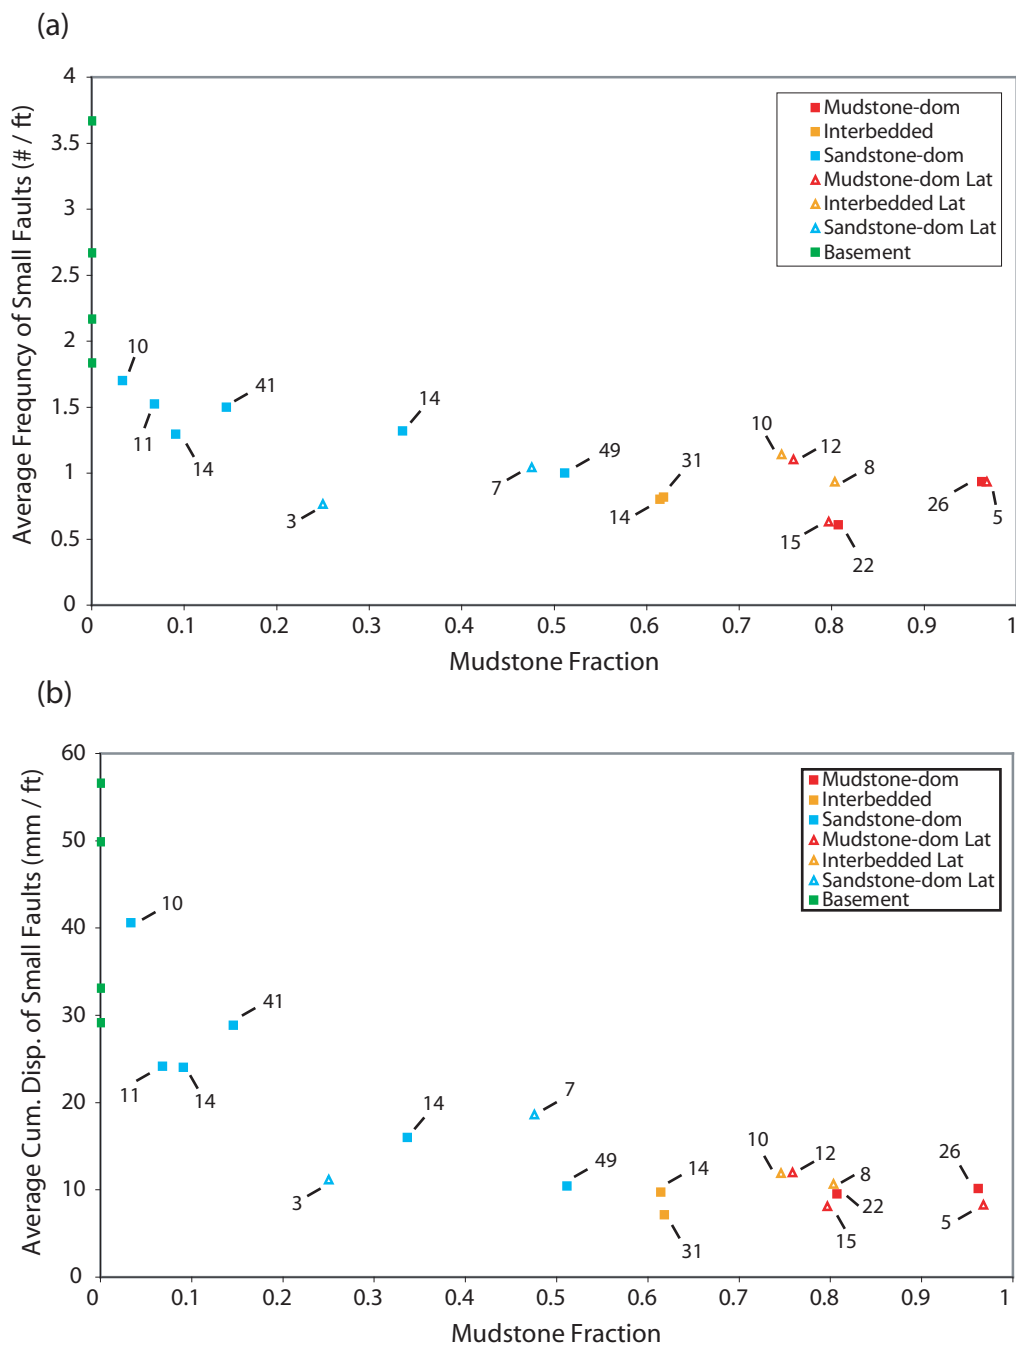 (a)
Average Frequncy of Small Faults (# / ft)
4
3.5
3
2.5
2
1.5
1
0.5
0
Mudstone-dom
Interbedded
Sandstone-dom
Mudstone-dom Lat
Interbedded Lat
Sandstone-dom Lat
Basement
10
11
14
41
3
14
7
49
14
31
10
12
8
15
22
26
5
0 0.1 0.2 0.3 0.4 0.5 0.6 0.7 0.8 0.9 1
Mudstone Fraction
(b)
Average Cum. Disp. of Small Faults (mm / ft)
60
50
40
30
20
10
0
Mudstone-dom
Interbedded
Sandstone-dom
Mudstone-dom Lat
Interbedded Lat
Sandstone-dom Lat
Basement
10
11
14
41
3
14
7
49
14
31
10
12
8
22
15
26
5
0 0.1 0.2 0.3 0.4 0.5 0.6 0.7 0.8 0.9 1
Mudstone Fraction